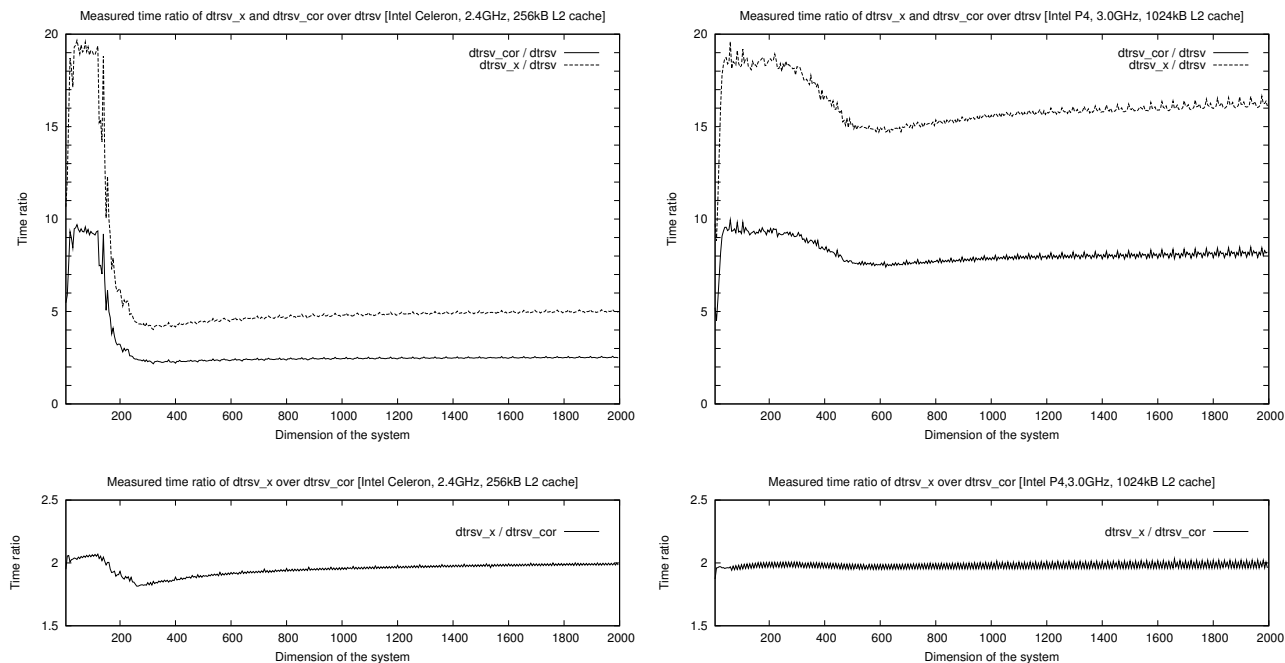 Measured time ratio of dtrsv_x and dtrsv_cor over dtrsv [Intel Celeron, 2.4GHz, 256kB L2 cache]
20
15
10
5
0
Time ratio
dtrsv_cor / dtrsv
dtrsv_x / dtrsv
200 400 600 800 1000 1200 1400 1600 1800 2000
Dimension of the system
Measured time ratio of dtrsv_x and dtrsv_cor over dtrsv [Intel P4, 3.0GHz, 1024kB L2 cache]
20
15
10
5
0
Time ratio
dtrsv_cor / dtrsv
dtrsv_x / dtrsv
200 400 600 800 1000 1200 1400 1600 1800 2000
Dimension of the system
Measured time ratio of dtrsv_x over dtrsv_cor [Intel Celeron, 2.4GHz, 256kB L2 cache]
2.5
2
1.5
Time ratio
dtrsv_x / dtrsv_cor
200 400 600 800 1000 1200 1400 1600 1800 2000
Dimension of the system
Measured time ratio of dtrsv_x over dtrsv_cor [Intel P4,3.0GHz, 1024kB L2 cache]
2.5
2
1.5
Time ratio
dtrsv_x / dtrsv_cor
200 400 600 800 1000 1200 1400 1600 1800 2000
Dimension of the system